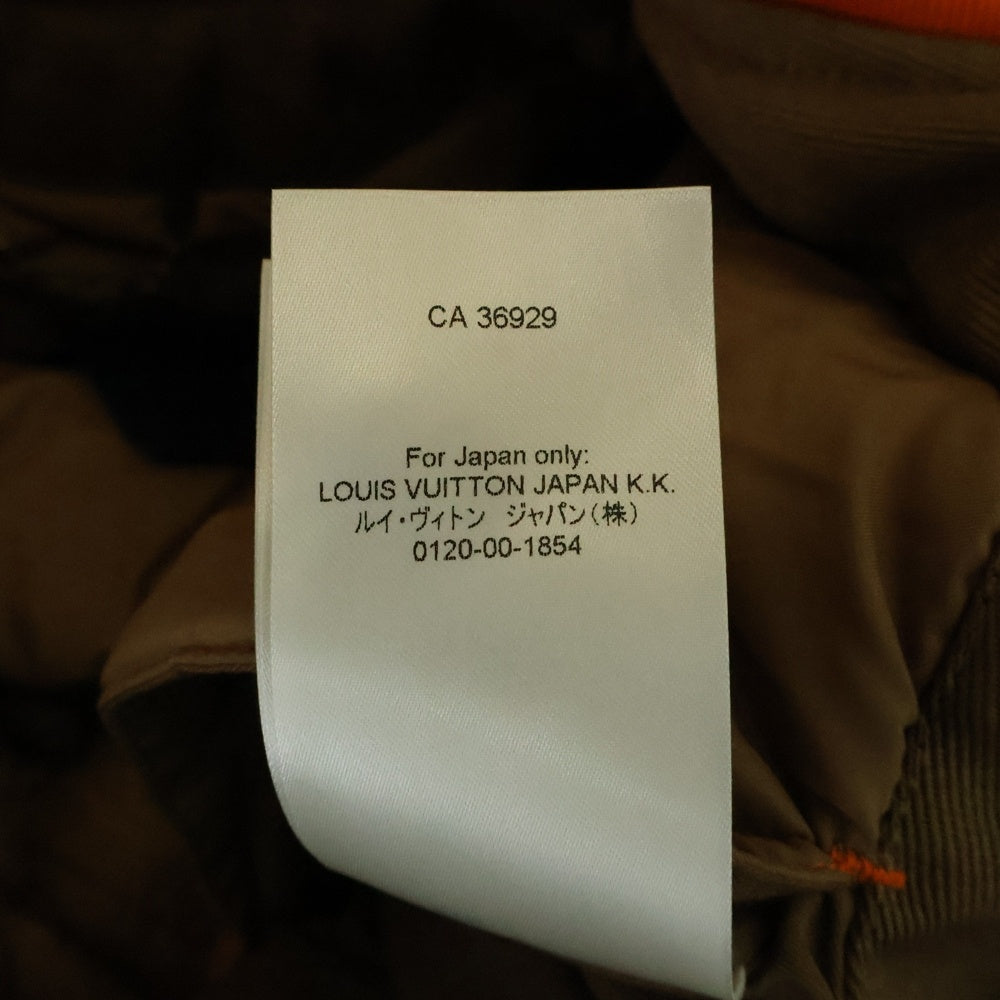 CA 36929
For Japan only:
LOUIS VUITTON JAPAN K.K.
ルイ・ヴィトン ジャパン(株)
0120-00-1854